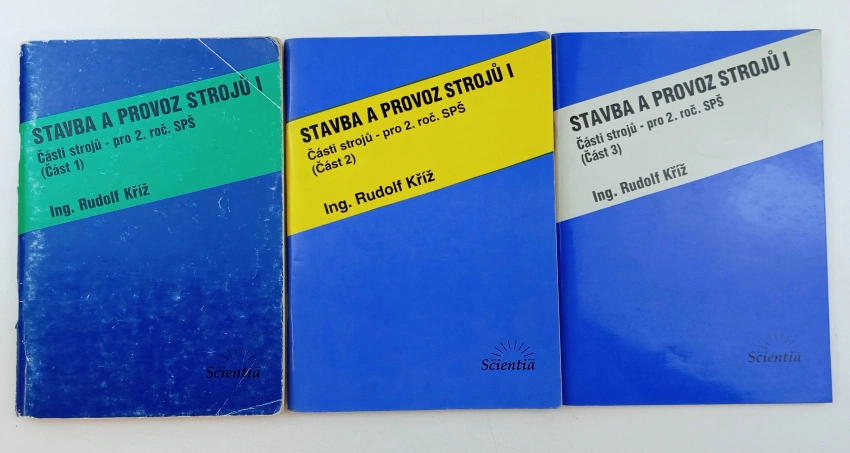 STAVBA A PROVOZ STROJŮ I
Části strojů - pro 2. roč. SPŠ
(Část 1)
Ing. Rudolf Kříž
Scientia
STAVBA A PROVOZ STROJŮ I
Části strojů - pro 2. roč. SPŠ
(Část 2)
Ing. Rudolf Kříž
Scientia
STAVBA A PROVOZ STROJŮ I
Části strojů - pro 2. roč. SPŠ
(Část 3)
Ing. Rudolf Kříž
Scientia